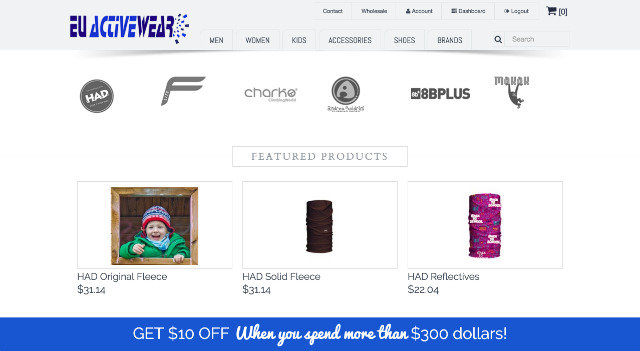 Contact Wholesale Account Dashboard Logout [0]
EU ACTIVEWEAR
MEN WOMEN KIDS ACCESSORIES SHOES BRANDS Search
HAD
charko
8BPLUS
FEATURED PRODUCTS
HAD Original Fleece
$31.14
HAD Solid Fleece
$31.14
HAD Reflectives
$22.04
GET $10 OFF When you spend more than $300 dollars!